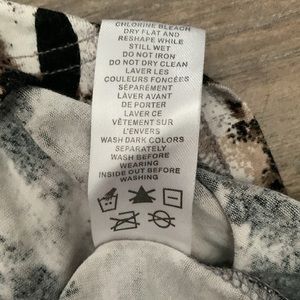 CHLORINE BLEACH
DRY FLAT AND
RESHAPE WHILE
STILL WET
DO NOT IRON
DO NOT DRY CLEAN
LAVER LES
COULEURS FONCÉES
SÉPARÉMENT
LAVER AVANT
DE PORTER
LAVER CE
VÊTEMENT SUR
L'ENVERS
WASH DARK COLORS
SEPARATELY
WASH BEFORE
WEARING
INSIDE OUT BEFORE
WASHING